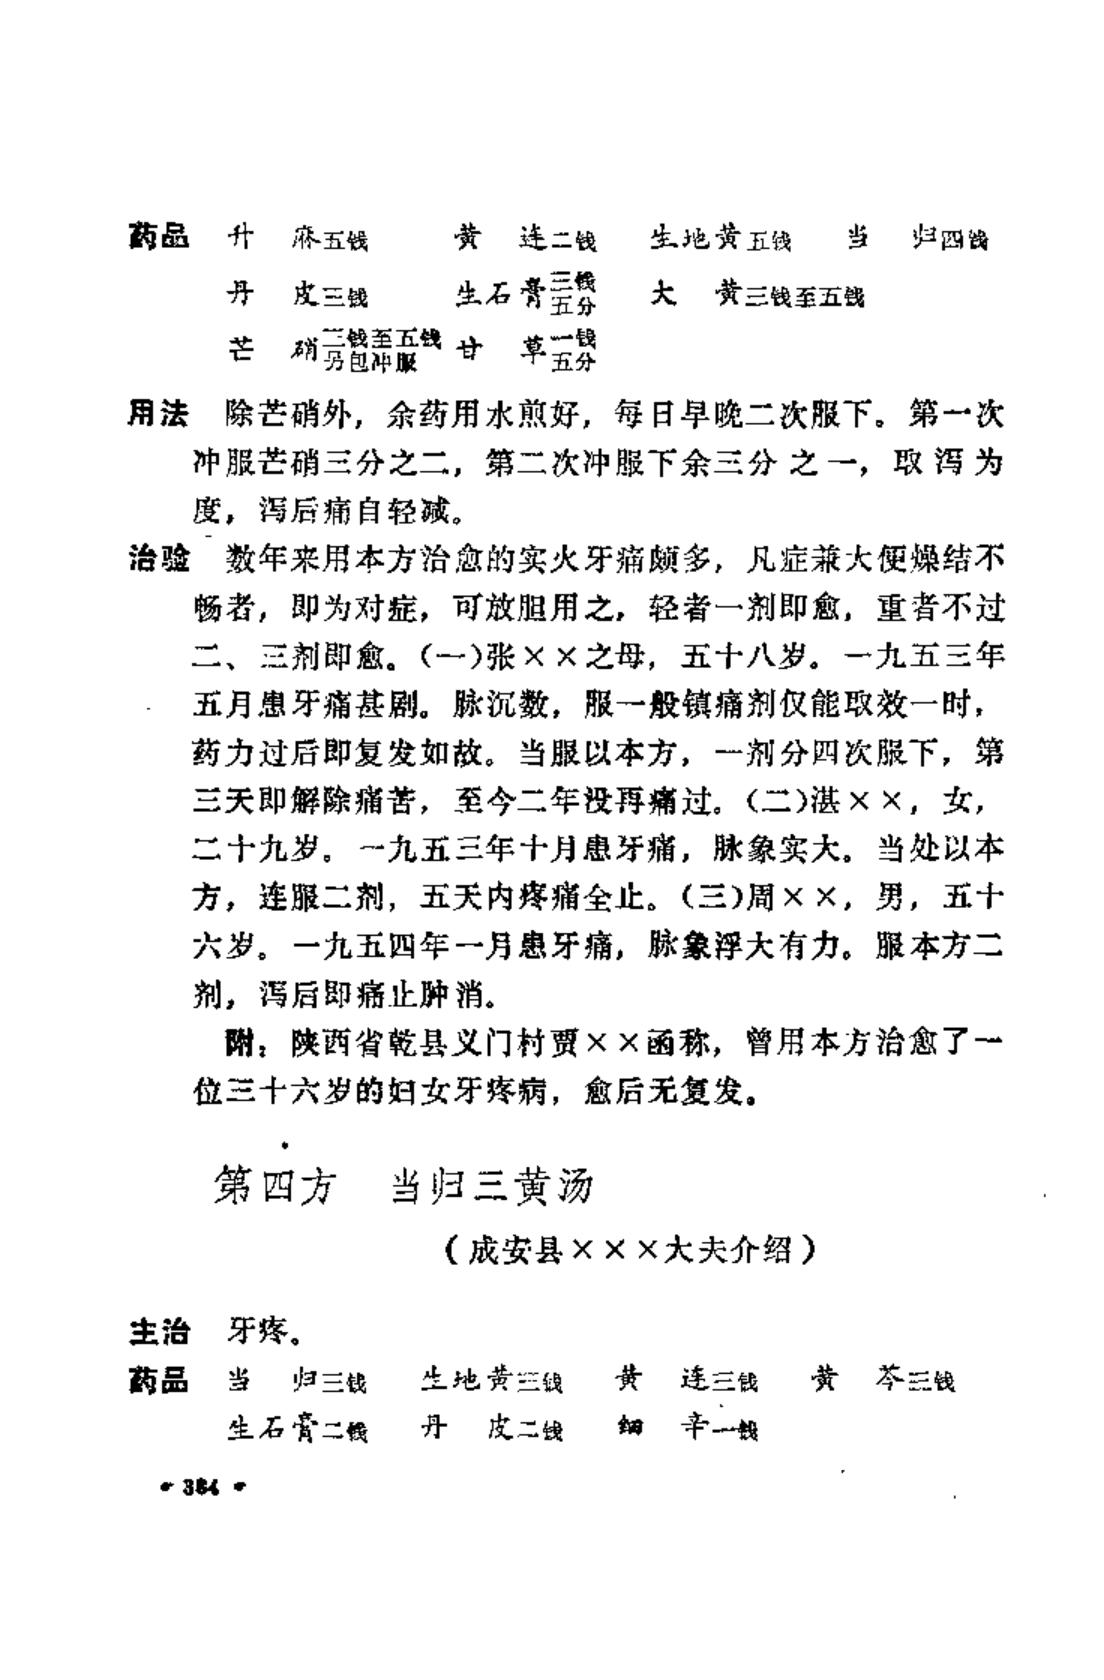 药品 升 麻五钱 黄 连二钱 生地黄五钱 当 归四钱
丹 皮三钱 生石膏三钱五分 大 黄三钱至五钱
芒 硝二钱至五钱另包冲服 甘 草一钱五分
用法 除芒硝外，余药用水煎好，每日早晚二次服下。第一次
冲服芒硝三分之二，第二次冲服下余三分之一，取泻为
度，泻后痛自轻减。
治验 数年来用本方治愈的实火牙痛颇多，凡症兼大便燥结不
畅者，即为对症，可放胆用之，轻者一剂即愈，重者不过
二、三剂即愈。(一)张××之母，五十八岁。一九五三年
五月患牙痛甚剧。脉沉数，服一般镇痛剂仅能取效一时，
药力过后即复发如故。当服以本方，一剂分四次服下，第
三天即解除痛苦，至今二年没再痛过。(二)湛××，女，
二十九岁。一九五三年十月患牙痛，脉象实大。当处以本
方，连服二剂，五天内疼痛全止。(三)周××，男，五十
六岁。一九五四年一月患牙痛，脉象浮大有力。服本方二
剂，泻后即痛止肿消。
附：陕西省乾县义门村贾××函称，曾用本方治愈了一
位三十六岁的妇女牙疼病，愈后无复发。
第四方 当归三黄汤
(成安县×××大夫介绍)
主治 牙疼。
药品 当 归三钱 生地黄三钱 黄 连三钱 黄 芩三钱
生石膏二钱 丹 皮二钱 细 辛一钱
• 384 •